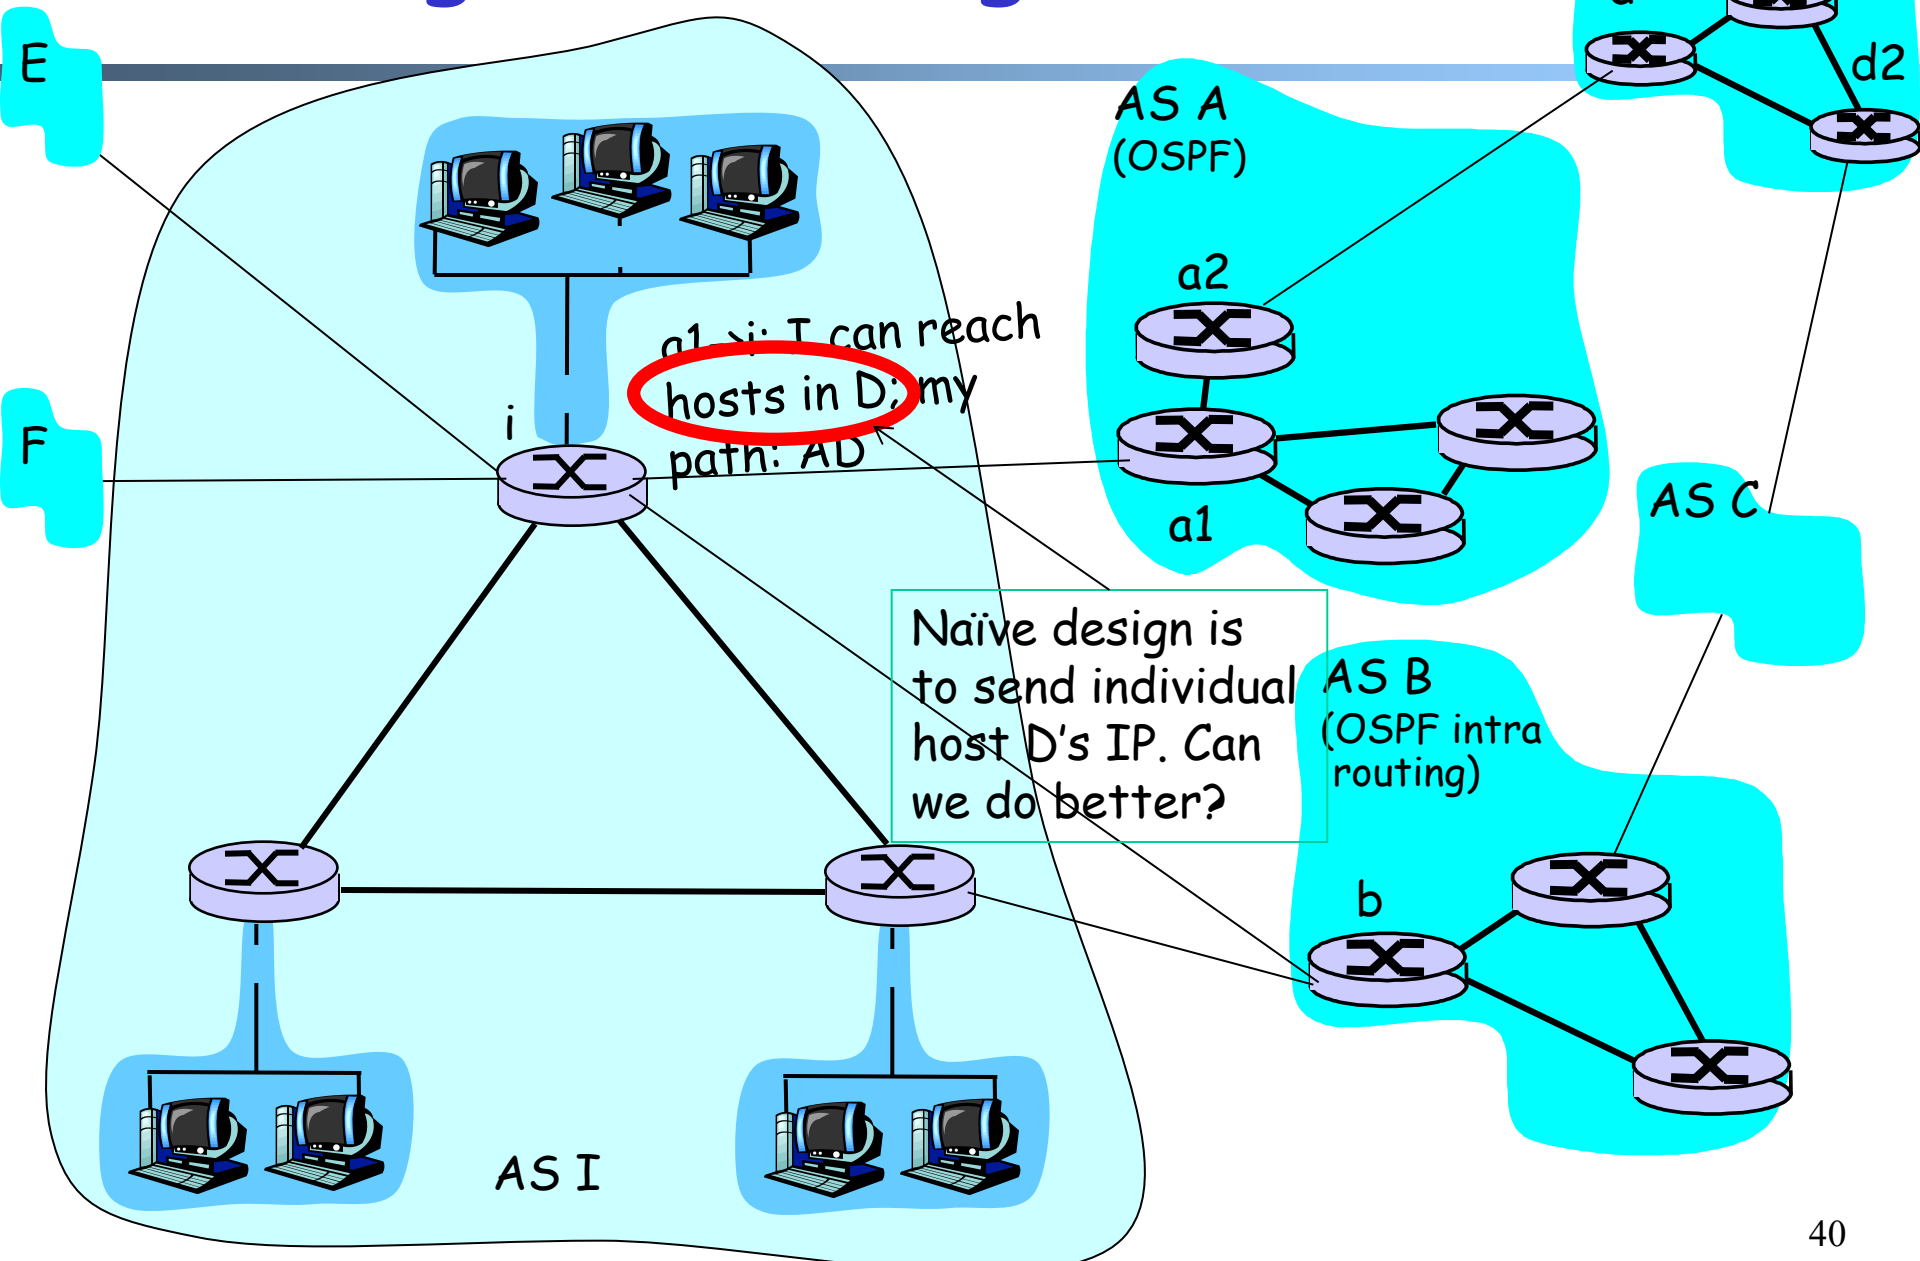 E
d2
AS A
(OSPF)
a2
a1->i: I can reach
hosts in D; my
path: AD
i
F
a1
AS C
Naïve design is
to send individual
host D's IP. Can
we do better?
AS B
(OSPF intra
routing)
b
AS I
40